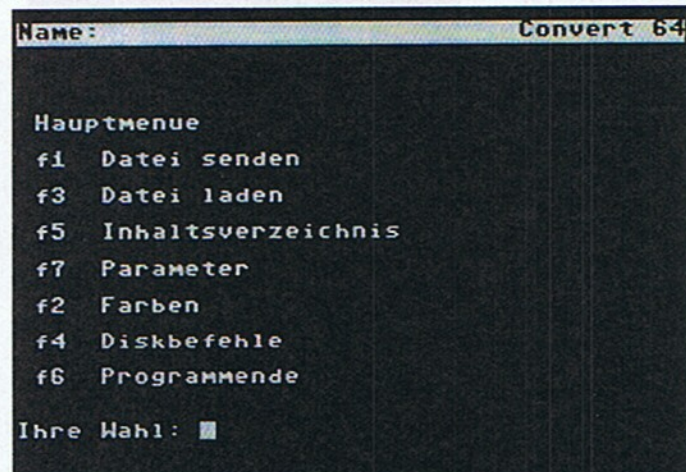 Name: Convert 64
Hauptmenue
f1 Datei senden
f3 Datei laden
f5 Inhaltsverzeichnis
f7 Parameter
f2 Farben
f4 Diskbefehle
f6 Programmende
Ihre Wahl: